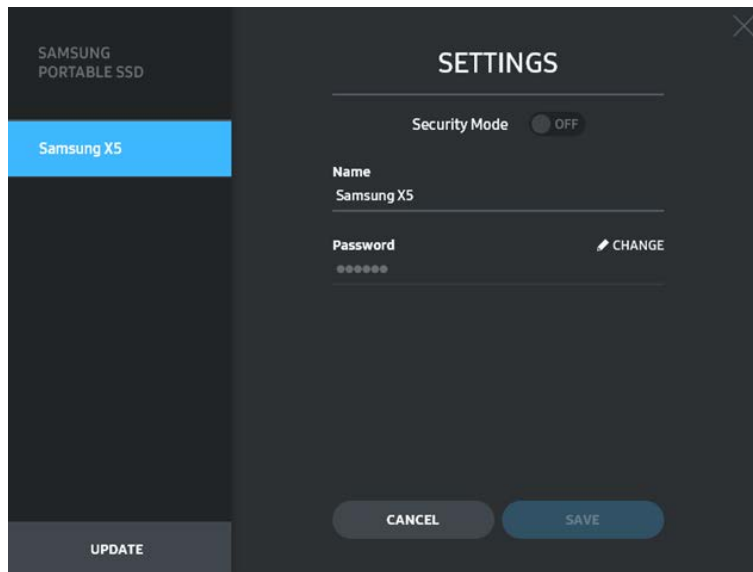 SAMSUNG
PORTABLE SSD
Samsung X5
UPDATE
SETTINGS
Security Mode OFF
Name
Samsung X5
Password CHANGE
●●●●●●
CANCEL SAVE